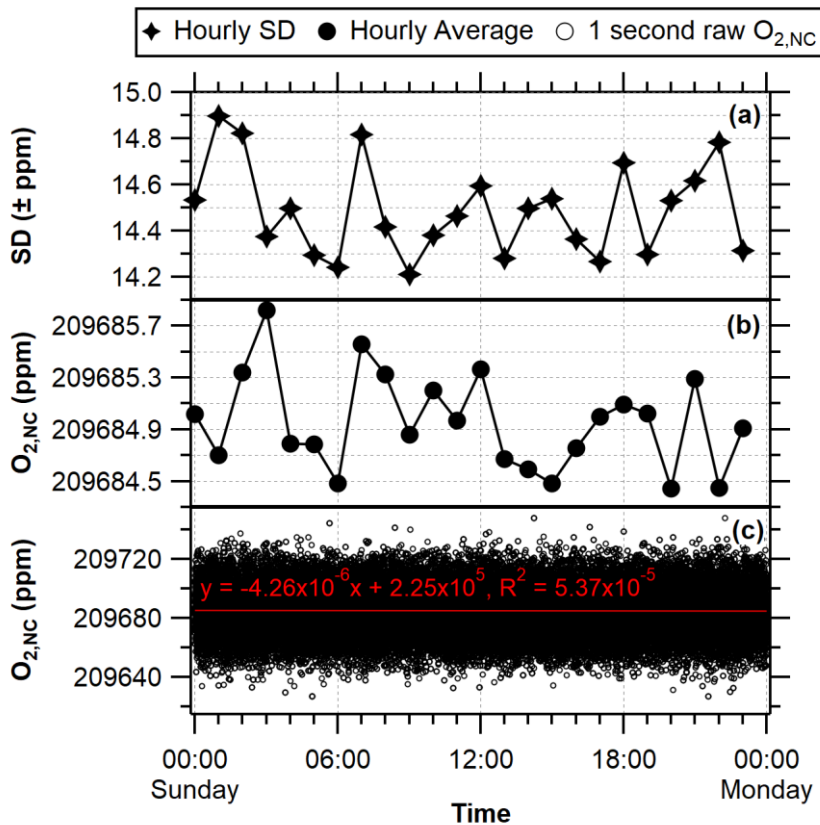 Hourly SD Hourly Average 1 second raw O2,NC
(a)
SD (± ppm)
15.0
14.8
14.6
14.4
14.2
(b)
O2,NC (ppm)
209685.7
209685.3
209684.9
209684.5
(c)
O2,NC (ppm)
209720
209680
209640
y = -4.26x10^-6x + 2.25x10^5, R^2 = 5.37x10^-5
00:00 06:00 12:00 18:00 00:00
Sunday Monday
Time